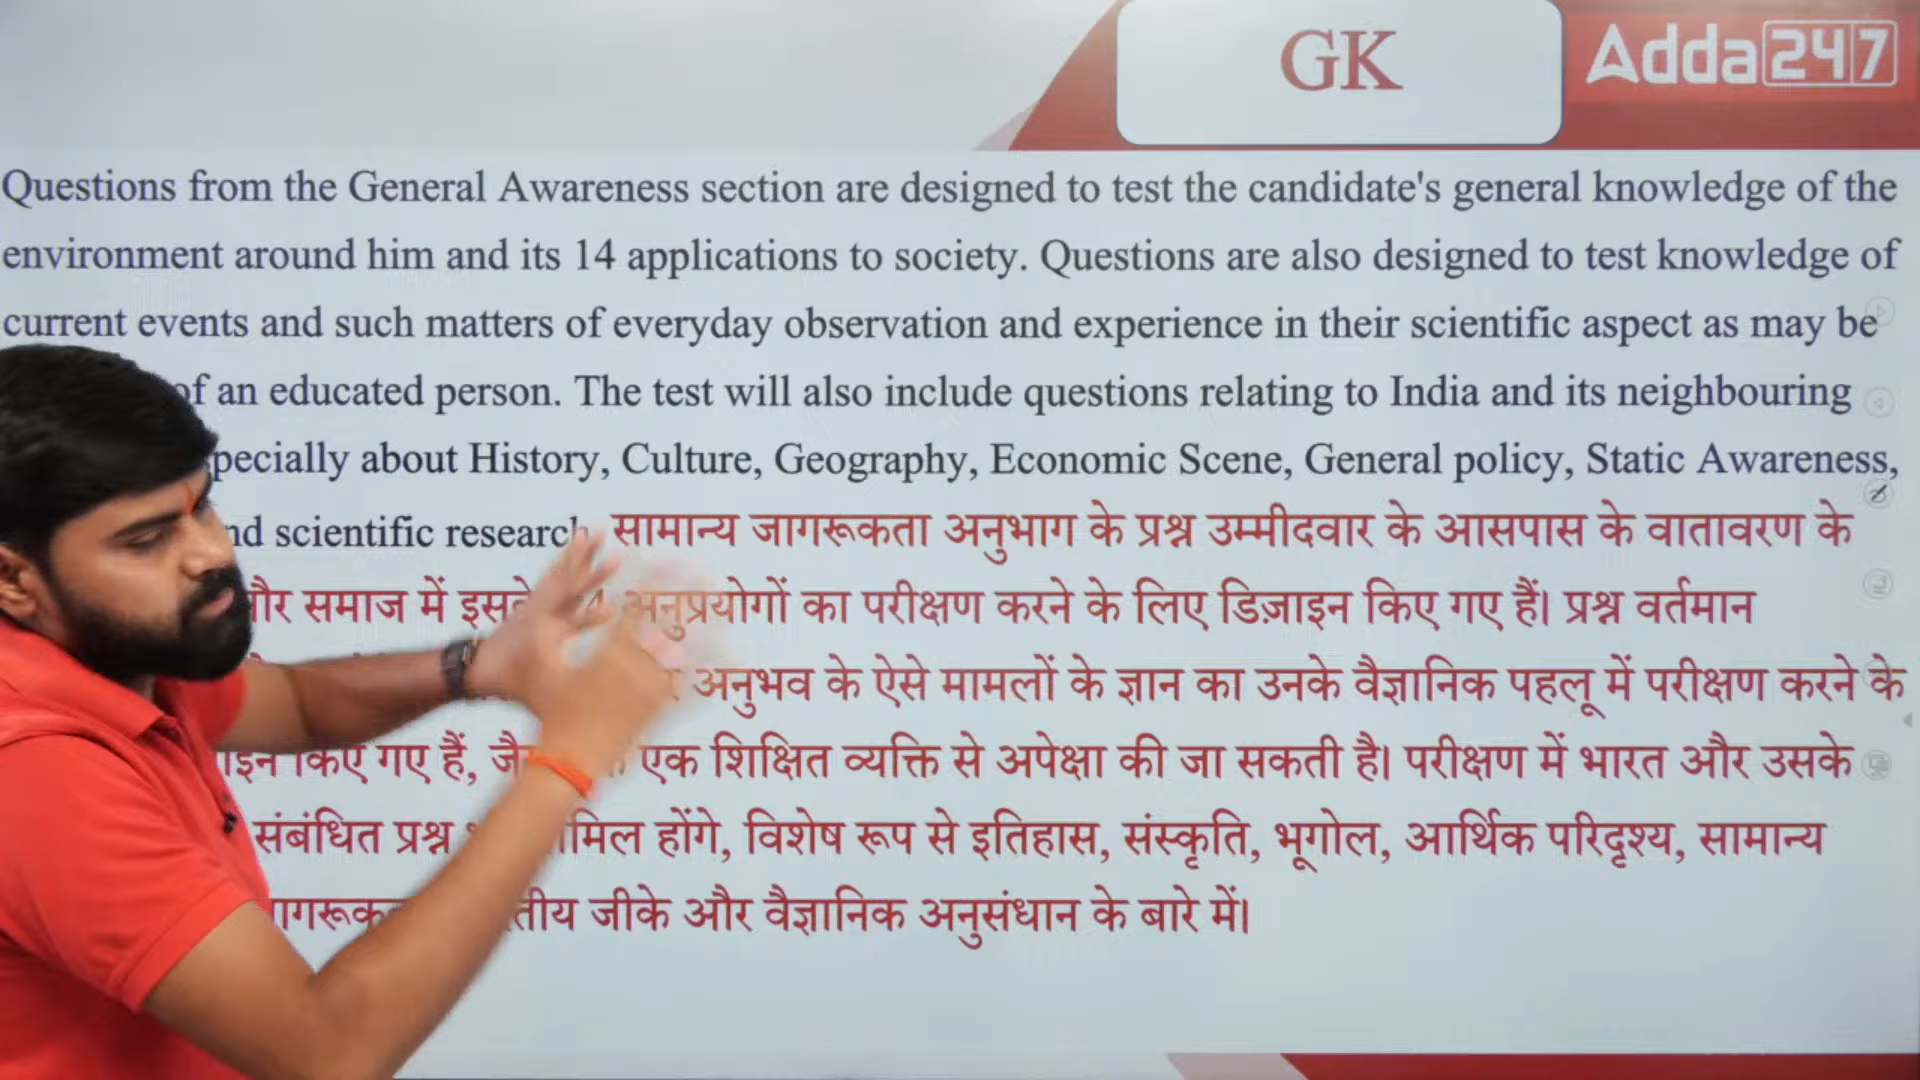 GK
Adda247
Questions from the General Awareness section are designed to test the candidate's general knowledge of the
environment around him and its 14 applications to society. Questions are also designed to test knowledge of
current events and such matters of everyday observation and experience in their scientific aspect as may be
of an educated person. The test will also include questions relating to India and its neighbouring
about History, Culture, Geography, Economic Scene, General policy, Static Awareness,
scientific research सामान्य जागरूकता अनुभाग के प्रश्न उम्मीदवार के आसपास के वातावरण के
समाज में अनुप्रयोगों का परीक्षण करने के लिए डिज़ाइन किए गए हैं। प्रश्न वर्तमान
अनुभव के ऐसे मामलों के ज्ञान का उनके वैज्ञानिक पहलू में परीक्षण करने के
किए गए हैं, एक शिक्षित व्यक्ति से अपेक्षा की जा सकती है। परीक्षण में भारत और उसके
संबंधित प्रश्न होंगे, विशेष रूप से इतिहास, संस्कृति, भूगोल, आर्थिक परिदृश्य, सामान्य
जीके और वैज्ञानिक अनुसंधान के बारे में।